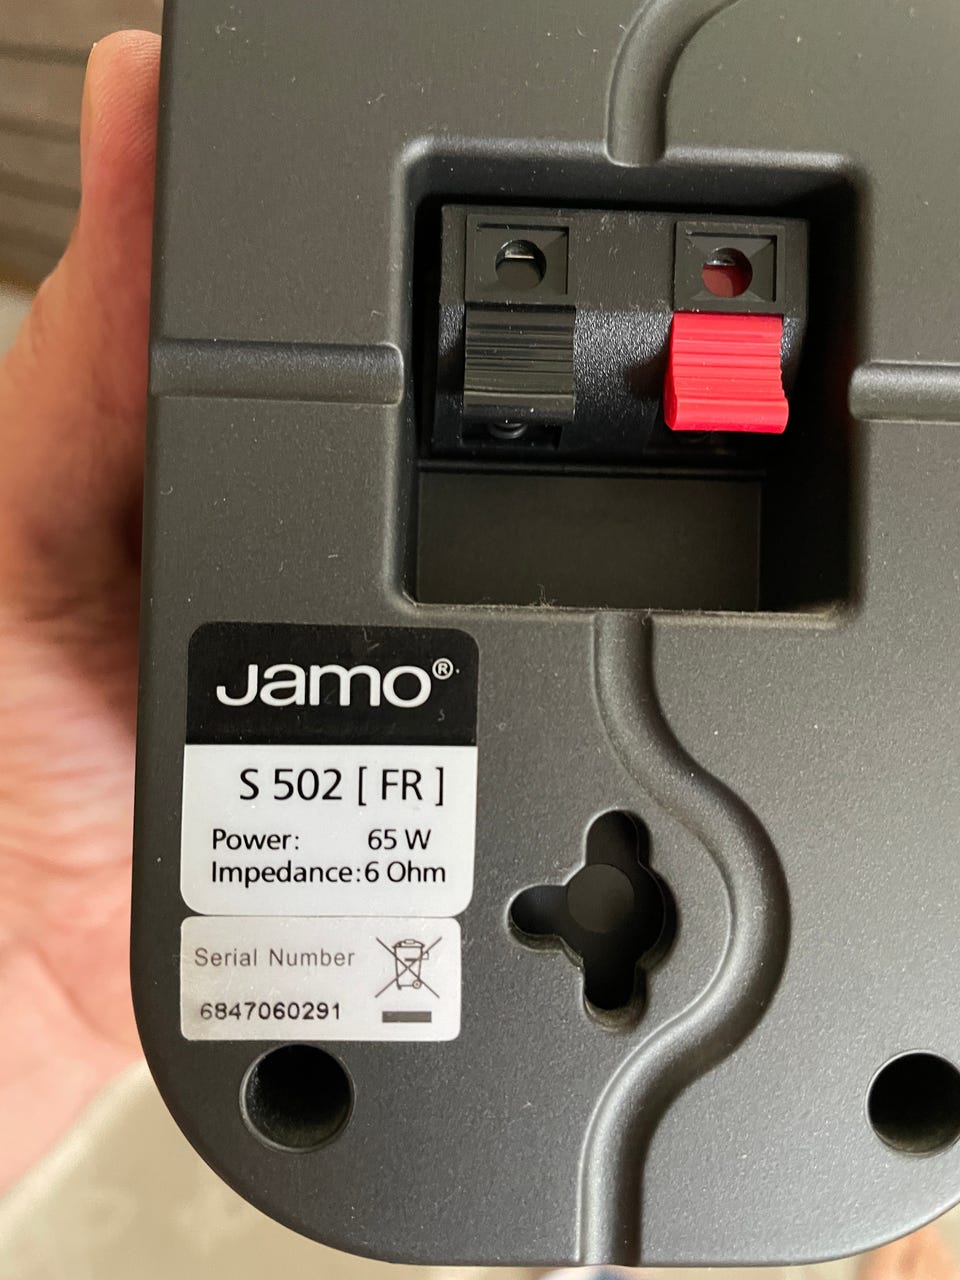 Jamo®
S 502 [ FR ]
Power: 65 W
Impedance: 6 Ohm
Serial Number
6847060291